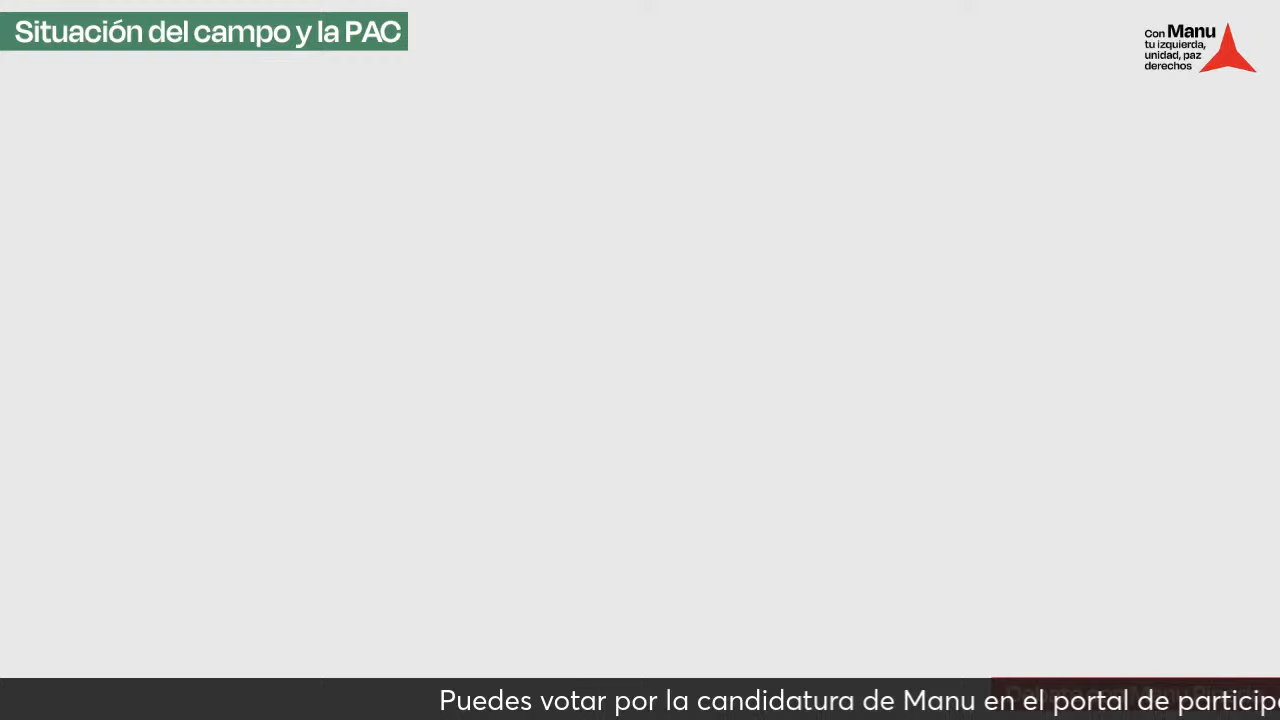 Situación del campo y la PAC
Con Manu
tu izquierda,
unidad, paz
derechos
Puedes votar por la candidatura de Manu en el portal de particip